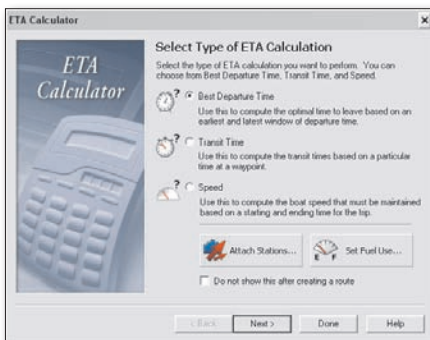 ETA Calculator
ETA
Calculator
Select Type of ETA Calculation
Select the type of ETA calculation you want to perform. You can
choose from Best Departure Time, Transit Time, and Speed.
Best Departure Time
Use this to compute the optimal time to leave based on an
earliest and latest window of departure time.
Transit Time
Use this to compute the transit times based on a particular
time at a waypoint.
Speed
Use this to compute the boat speed that must be maintained
based on a starting and ending time for the trip.
Attach Stations...
E F Set Fuel Use...
Do not show this after creating a route
< Back Next > Done Help